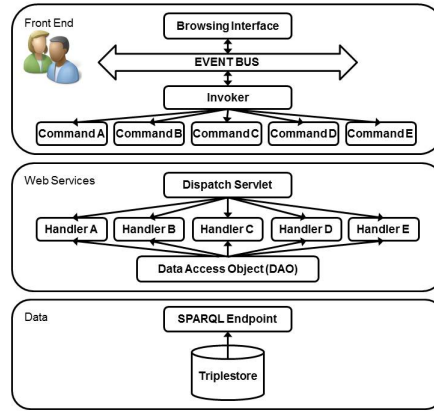 Front End
Browsing Interface
EVENT BUS
Invoker
Command A Command B Command C Command D Command E
Web Services
Dispatch Servlet
Handler A Handler B Handler C Handler D Handler E
Data Access Object (DAO)
Data
SPARQL Endpoint
Triplestore